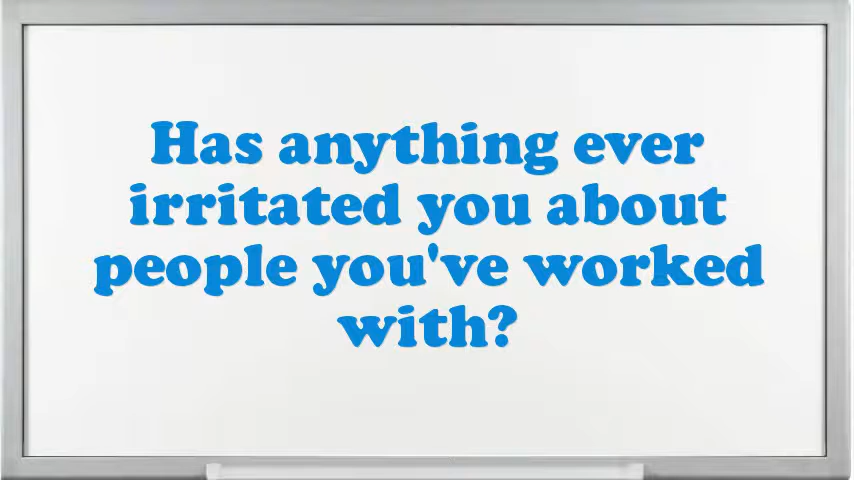 Has anything ever
irritated you about
people you've worked
with?